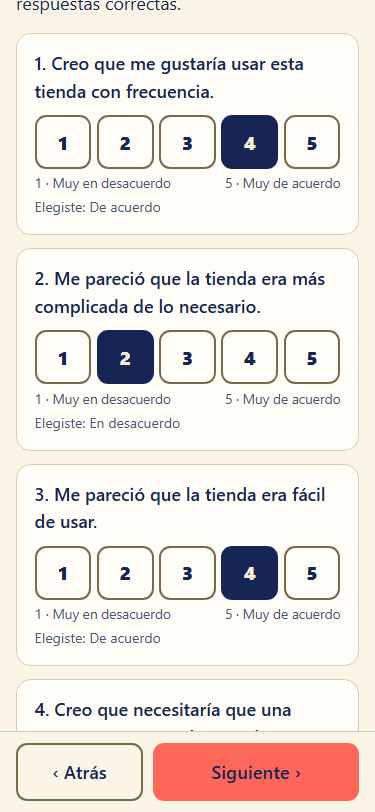 respuestas correctas.
1. Creo que me gustaría usar esta
tienda con frecuencia.
1 2 3 4 5
1 · Muy en desacuerdo 5 · Muy de acuerdo
Elegiste: De acuerdo
2. Me pareció que la tienda era más
complicada de lo necesario.
1 2 3 4 5
1 · Muy en desacuerdo 5 · Muy de acuerdo
Elegiste: En desacuerdo
3. Me pareció que la tienda era fácil
de usar.
1 2 3 4 5
1 · Muy en desacuerdo 5 · Muy de acuerdo
Elegiste: De acuerdo
4. Creo que necesitaría que una
‹ Atrás Siguiente ›